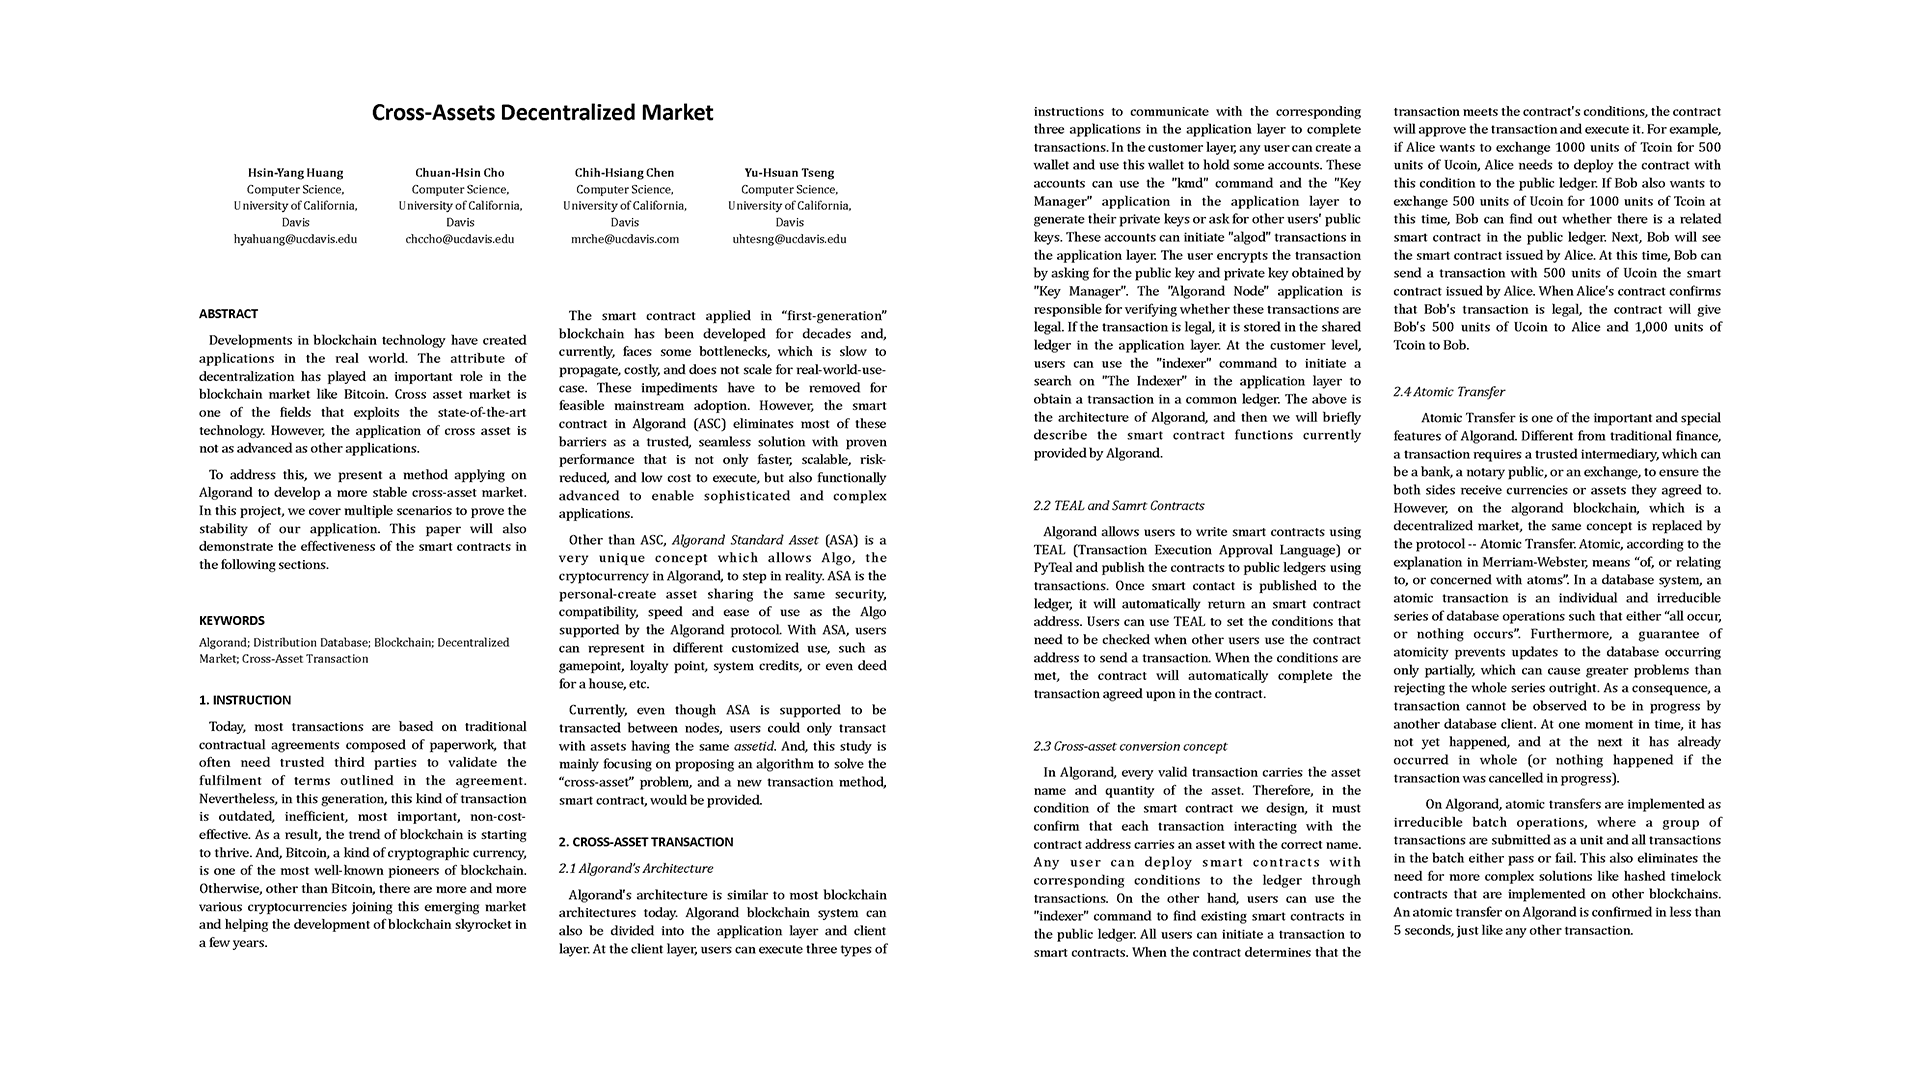 Cross-Assets Decentralized Market
Hsin-Yang Huang
Computer Science,
University of California,
Davis
hyahuang@ucdavis.edu
Chuan-Hsin Cho
Computer Science,
University of California,
Davis
chccho@ucdavis.edu
Chih-Hsiang Chen
Computer Science,
University of California,
Davis
mrche@ucdavis.com
Yu-Hsuan Tseng
Computer Science,
University of California,
Davis
uhtesng@ucdavis.edu
ABSTRACT
Developments in blockchain technology have created
applications in the real world. The attribute of
decentralization has played an important role in the
blockchain market like Bitcoin. Cross asset market is
one of the fields that exploits the state-of-the-art
technology. However, the application of cross asset is
not as advanced as other applications.
To address this, we present a method applying on
Algorand to develop a more stable cross-asset market.
In this project, we cover multiple scenarios to prove the
stability of our application. This paper will also
demonstrate the effectiveness of the smart contracts in
the following sections.
KEYWORDS
Algorand; Distribution Database; Blockchain; Decentralized
Market; Cross-Asset Transaction
1. INSTRUCTION
Today, most transactions are based on traditional
contractual agreements composed of paperwork, that
often need trusted third parties to validate the
fulfilment of terms outlined in the agreement.
Nevertheless, in this generation, this kind of transaction
is outdated, inefficient, most important, non-cost-
effective. As a result, the trend of blockchain is starting
to thrive. And, Bitcoin, a kind of cryptographic currency,
is one of the most well-known pioneers of blockchain.
Otherwise, other than Bitcoin, there are more and more
various cryptocurrencies joining this emerging market
and helping the development of blockchain skyrocket in
a few years.
The smart contract applied in “first-generation”
blockchain has been developed for decades and,
currently, faces some bottlenecks, which is slow to
propagate, costly, and does not scale for real-world-use-
case. These impediments have to be removed for
feasible mainstream adoption. However, the smart
contract in Algorand (ASC) eliminates most of these
barriers as a trusted, seamless solution with proven
performance that is not only faster, scalable, risk-
reduced, and low cost to execute, but also functionally
advanced to enable sophisticated and complex
applications.
Other than ASC, Algorand Standard Asset (ASA) is a
very unique concept which allows Algo, the
cryptocurrency in Algorand, to step in reality. ASA is the
personal-create asset sharing the same security,
compatibility, speed and ease of use as the Algo
supported by the Algorand protocol. With ASA, users
can represent in different customized use, such as
gamepoint, loyalty point, system credits, or even deed
for a house, etc.
Currently, even though ASA is supported to be
transacted between nodes, users could only transact
with assets having the same assetid. And, this study is
mainly focusing on proposing an algorithm to solve the
“cross-asset” problem, and a new transaction method,
smart contract, would be provided.
2. CROSS-ASSET TRANSACTION
2.1 Algorand's Architecture
Algorand's architecture is similar to most blockchain
architectures today. Algorand blockchain system can
also be divided into the application layer and client
layer. At the client layer, users can execute three types of
instructions to communicate with the corresponding
three applications in the application layer to complete
transactions. In the customer layer, any user can create a
wallet and use this wallet to hold some accounts. These
accounts can use the "kmd" command and the "Key
Manager" application in the application layer to
generate their private keys or ask for other users' public
keys. These accounts can initiate "algod" transactions in
the application layer. The user encrypts the transaction
by asking for the public key and private key obtained by
"Key Manager". The "Algorand Node" application is
responsible for verifying whether these transactions are
legal. If the transaction is legal, it is stored in the shared
ledger in the application layer. At the customer level,
users can use the "indexer" command to initiate a
search on "The Indexer" in the application layer to
obtain a transaction in a common ledger. The above is
the architecture of Algorand, and then we will briefly
describe the smart contract functions currently
provided by Algorand.
2.2 TEAL and Samrt Contracts
Algorand allows users to write smart contracts using
TEAL (Transaction Execution Approval Language) or
PyTeal and publish the contracts to public ledgers using
transactions. Once smart contact is published to the
ledger, it will automatically return an smart contract
address. Users can use TEAL to set the conditions that
need to be checked when other users use the contract
address to send a transaction. When the conditions are
met, the contract will automatically complete the
transaction agreed upon in the contract.
2.3 Cross-asset conversion concept
In Algorand, every valid transaction carries the asset
name and quantity of the asset. Therefore, in the
condition of the smart contract we design, it must
confirm that each transaction interacting with the
contract address carries an asset with the correct name.
Any user can deploy smart contracts with
corresponding conditions to the ledger through
transactions. On the other hand, users can use the
"indexer" command to find existing smart contracts in
the public ledger. All users can initiate a transaction to
smart contracts. When the contract determines that the
transaction meets the contract's conditions, the contract
will approve the transaction and execute it. For example,
if Alice wants to exchange 1000 units of Tcoin for 500
units of Ucoin, Alice needs to deploy the contract with
this condition to the public ledger. If Bob also wants to
exchange 500 units of Ucoin for 1000 units of Tcoin at
this time, Bob can find out whether there is a related
smart contract in the public ledger. Next, Bob will see
the smart contract issued by Alice. At this time, Bob can
send a transaction with 500 units of Ucoin the smart
contract issued by Alice. When Alice's contract confirms
that Bob's transaction is legal, the contract will give
Bob's 500 units of Ucoin to Alice and 1,000 units of
Tcoin to Bob.
2.4 Atomic Transfer
Atomic Transfer is one of the important and special
features of Algorand. Different from traditional finance,
a transaction requires a trusted intermediary, which can
be a bank, a notary public, or an exchange, to ensure the
both sides receive currencies or assets they agreed to.
However, on the algorand blockchain, which is a
decentralized market, the same concept is replaced by
the protocol -- Atomic Transfer. Atomic, according to the
explanation in Merriam-Webster, means “of, or relating
to, or concerned with atoms”. In a database system, an
atomic transaction is an individual and irreducible
series of database operations such that either “all occur,
or nothing occurs”. Furthermore, a guarantee of
atomicity prevents updates to the database occurring
only partially, which can cause greater problems than
rejecting the whole series outright. As a consequence, a
transaction cannot be observed to be in progress by
another database client. At one moment in time, it has
not yet happened, and at the next it has already
occurred in whole (or nothing happened if the
transaction was cancelled in progress).
On Algorand, atomic transfers are implemented as
irreducible batch operations, where a group of
transactions are submitted as a unit and all transactions
in the batch either pass or fail. This also eliminates the
need for more complex solutions like hashed timelock
contracts that are implemented on other blockchains.
An atomic transfer on Algorand is confirmed in less than
5 seconds, just like any other transaction.